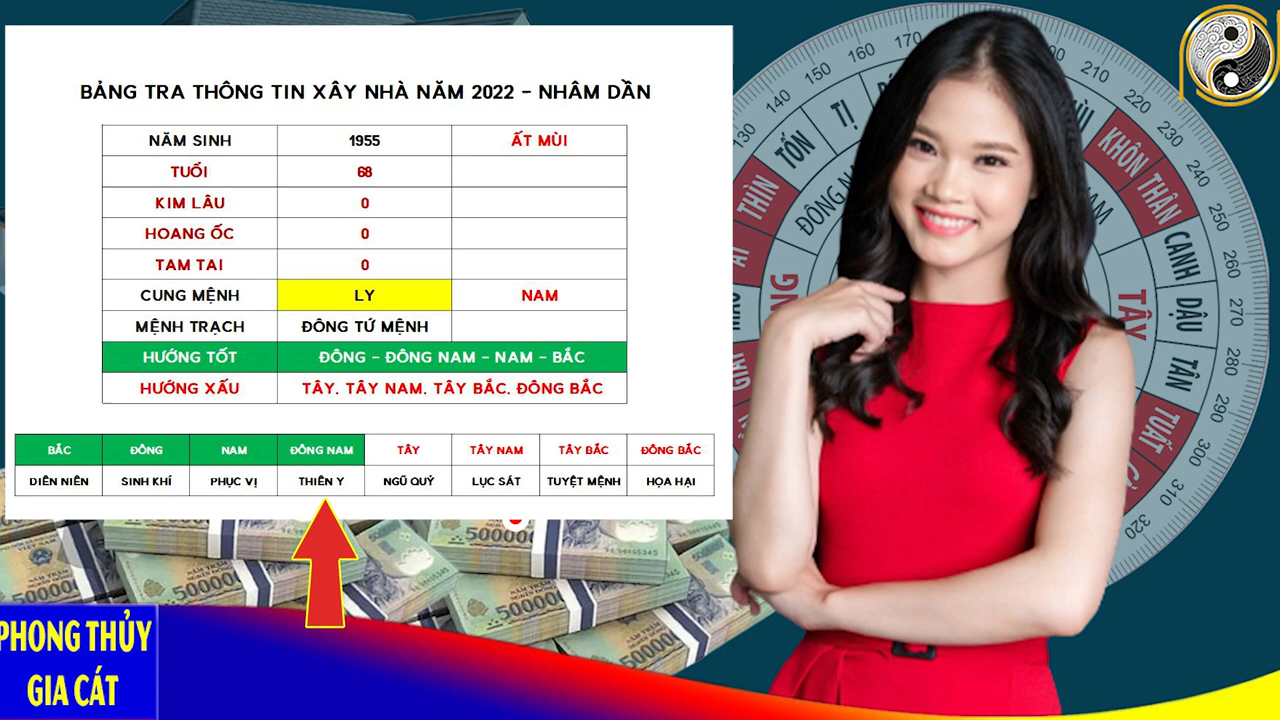 BẢNG TRA THÔNG TIN XÂY NHÀ NĂM 2022 - NHÂM DẦN
NĂM SINH 1955 ẤT MÙI
TUỔI 68
KIM LÂU 0
HOANG ỐC 0
TAM TAI 0
CUNG MỆNH LY NAM
MỆNH TRẠCH ĐÔNG TỨ MỆNH
HƯỚNG TỐT ĐÔNG - ĐÔNG NAM - NAM - BẮC
HƯỚNG XẤU TÂY. TÂY NAM. TÂY BẮC. ĐÔNG BẮC
BẮC ĐÔNG NAM ĐÔNG NAM TÂY TÂY NAM TÂY BẮC ĐÔNG BẮC
DIÊN NIÊN SINH KHÍ PHỤC VỊ THIÊN Y NGŨ QUỶ LỤC SÁT TUYỆT MỆNH HỌA HẠI
PHONG THỦY
GIA CÁT
130 140 150 160 170
210 220 230 240 250 260 270 280 290 300 310 320
THÌN TỐN TỊ
KHÔN THÂN CANH DẬU TÂN TUẤT
TÂY
500000